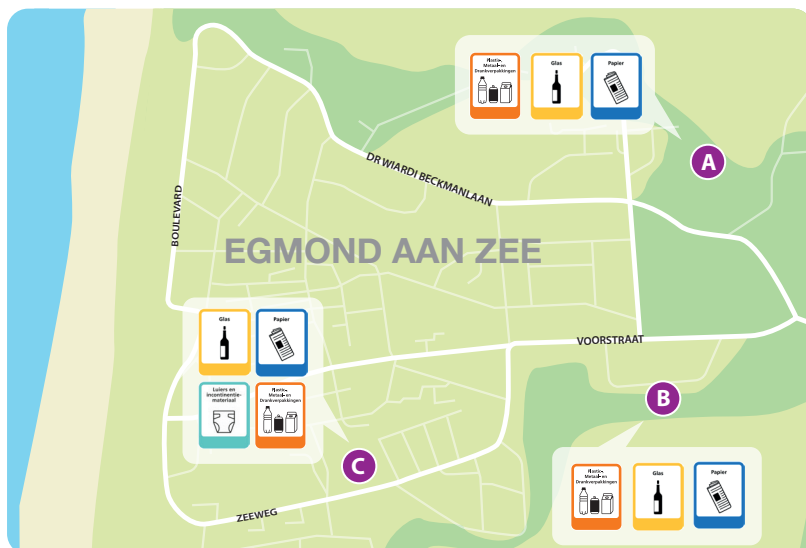 Plastic-,
Metaal- en
Drankverpakkingen
Glas
Papier
A
DR WIARDI BECKMANLAAN
BOULEVARD
EGMOND AAN ZEE
Glas
Papier
Luiers en
incontinentie-
materiaal
Plastic-,
Metaal- en
Drankverpakkingen
VOORSTRAAT
B
C
ZEEWEG
Plastic-,
Metaal- en
Drankverpakkingen
Glas
Papier